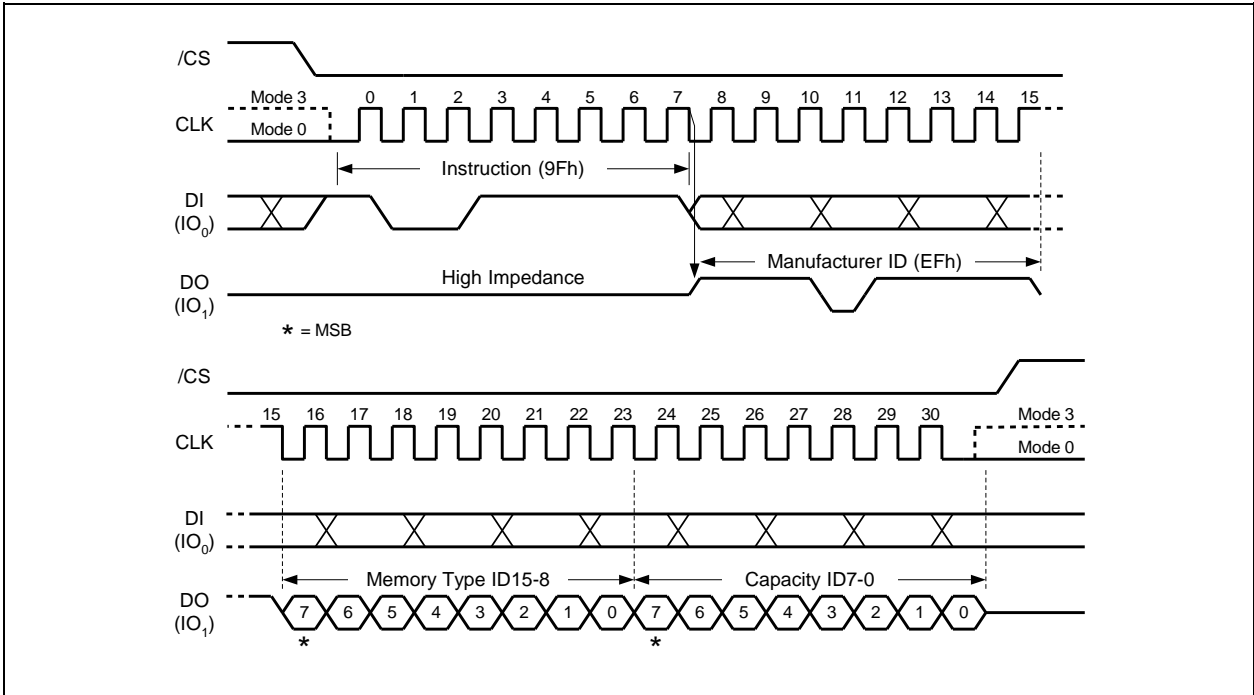 /CS
Mode 3 0 1 2 3 4 5 6 7 8 9 10 11 12 13 14 15
CLK Mode 0
Instruction (9Fh)
DI
(IO0)
Manufacturer ID (EFh)
DO High Impedance
(IO1)
* = MSB
/CS
15 16 17 18 19 20 21 22 23 24 25 26 27 28 29 30 Mode 3
CLK Mode 0
DI
(IO0)
Memory Type ID15-8 Capacity ID7-0
DO 7 6 5 4 3 2 1 0 7 6 5 4 3 2 1 0
(IO1)
* *